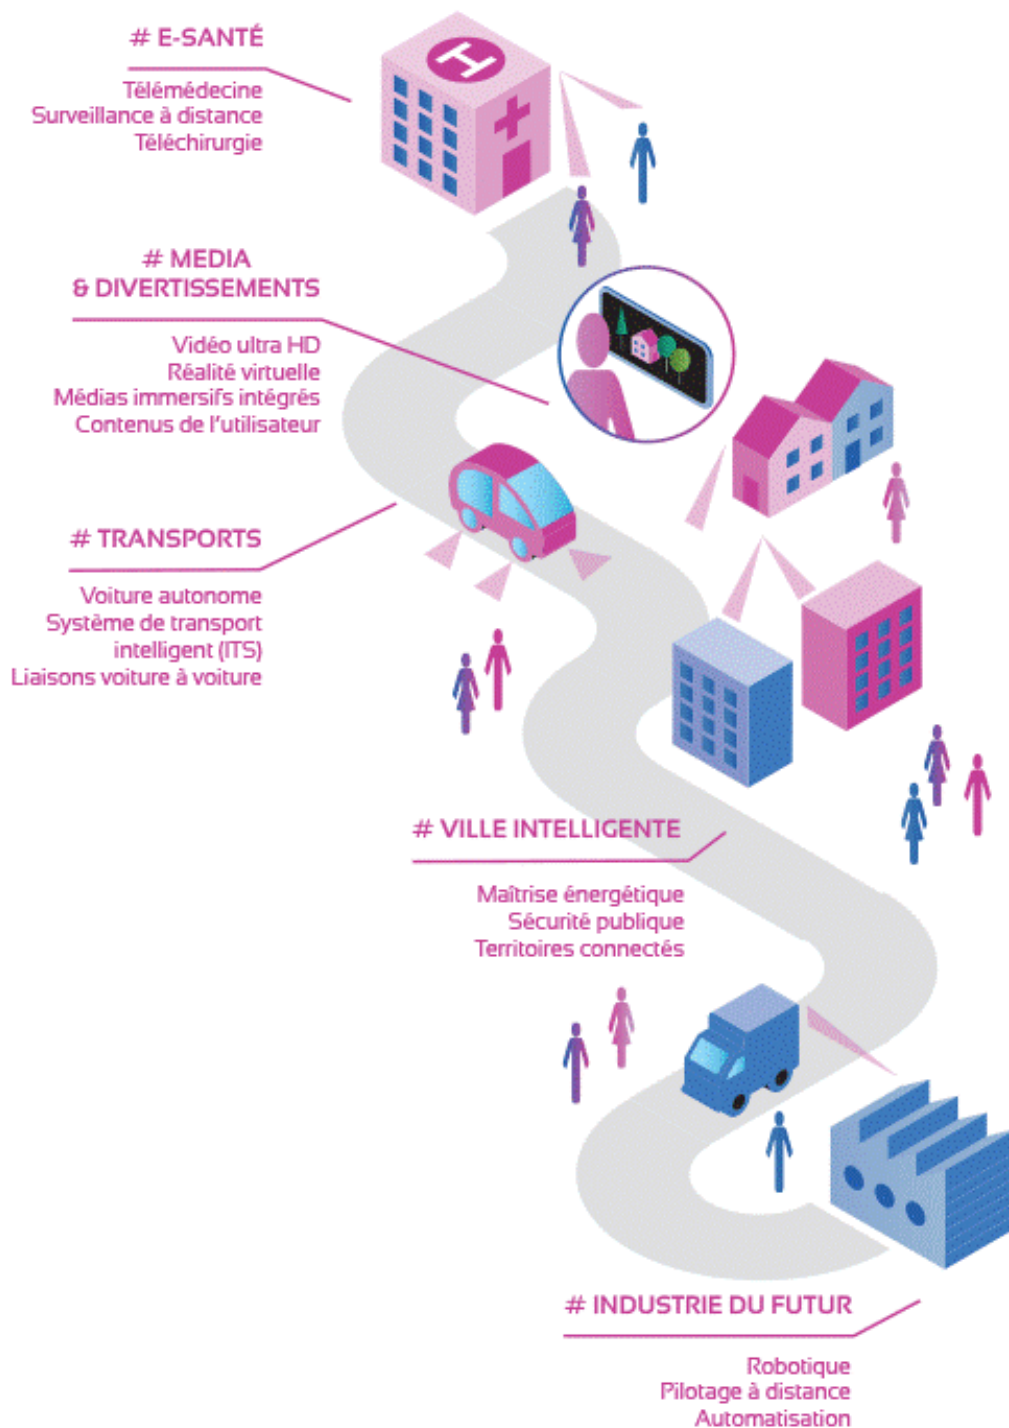 # E-SANTÉ
Télémédecine
Surveillance à distance
Téléchirurgie
H
# MEDIA
& DIVERTISSEMENTS
Vidéo ultra HD
Réalité virtuelle
Médias immersifs intégrés
Contenus de l'utilisateur
# TRANSPORTS
Voiture autonome
Système de transport
intelligent (ITS)
Liaisons voiture à voiture
# VILLE INTELLIGENTE
Maîtrise énergétique
Sécurité publique
Territoires connectés
# INDUSTRIE DU FUTUR
Robotique
Pilotage à distance
Automatisation